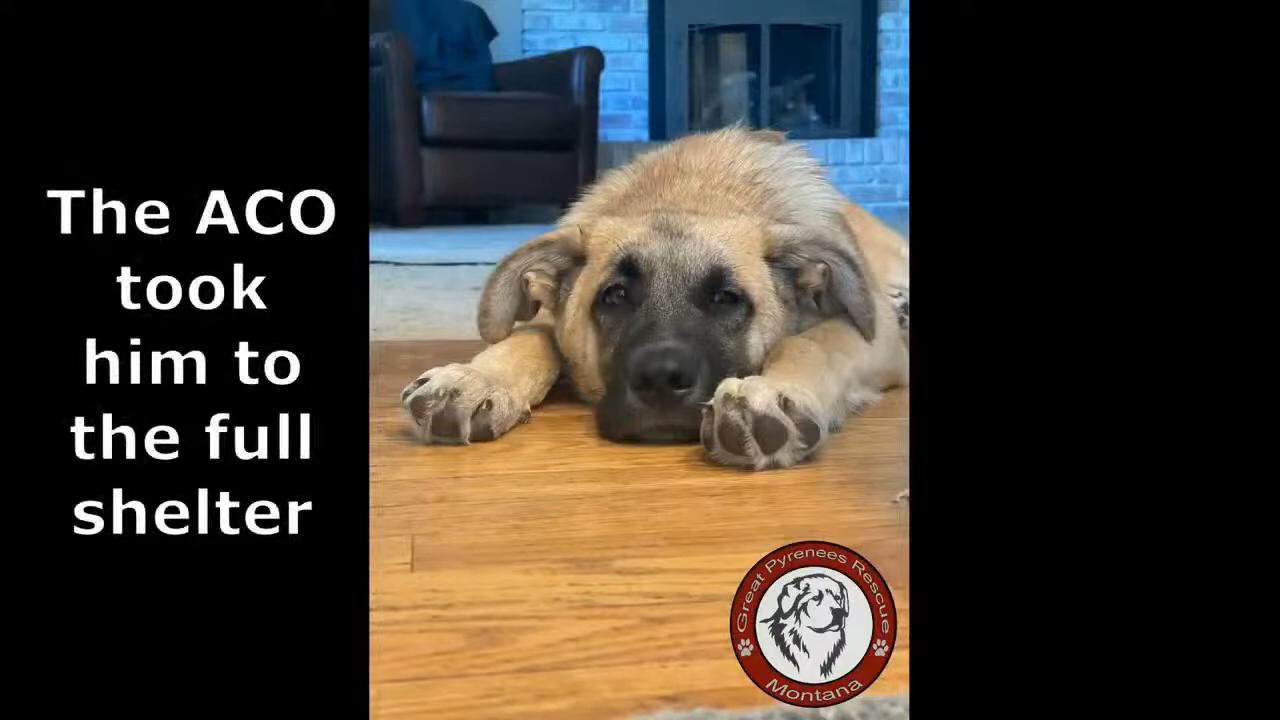 The ACO
took
him to
the full
shelter
Great Pyrenees Rescue
Montana